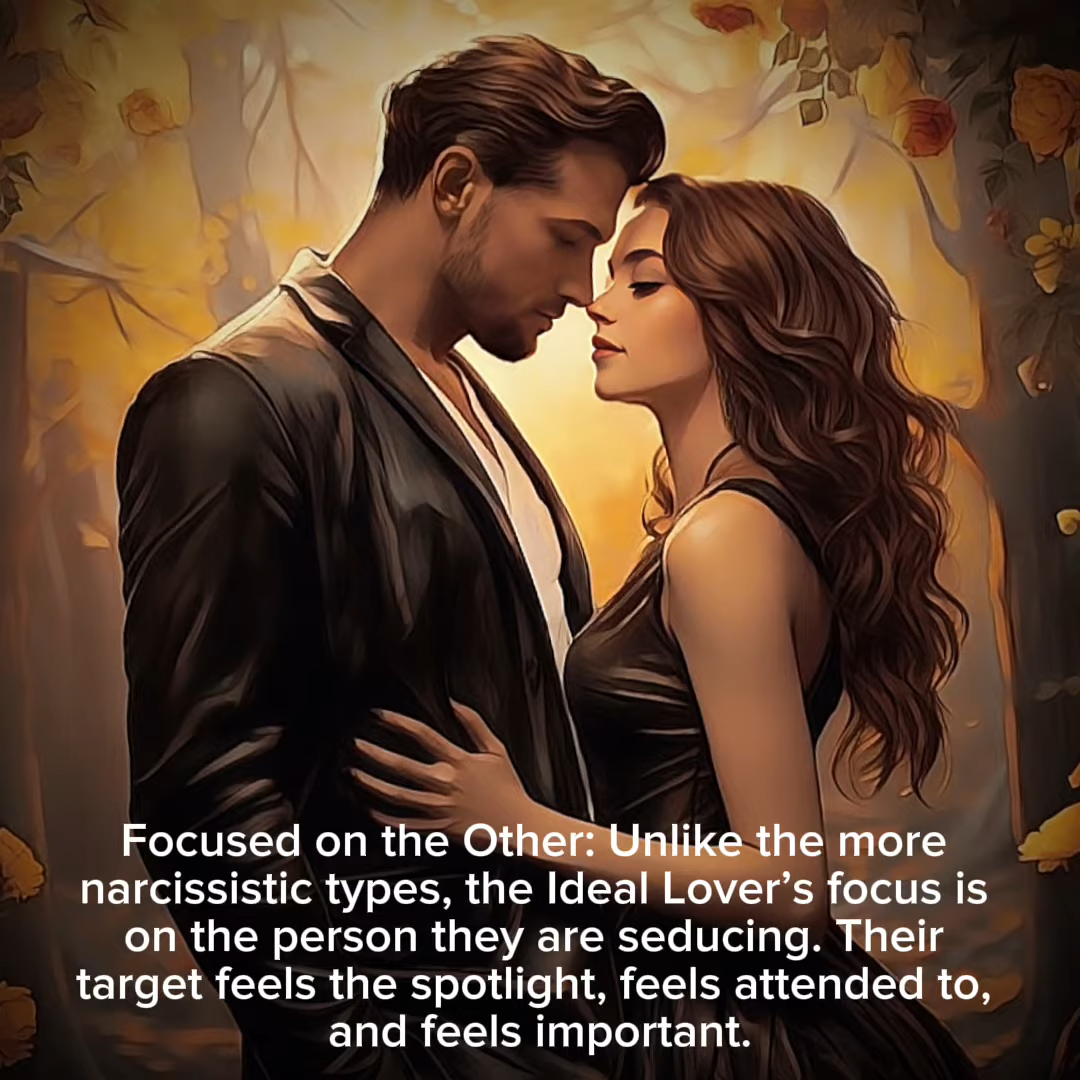 Focused on the Other: Unlike the more
narcissistic types, the Ideal Lover’s focus is
on the person they are seducing. Their
target feels the spotlight, feels attended to,
and feels important.